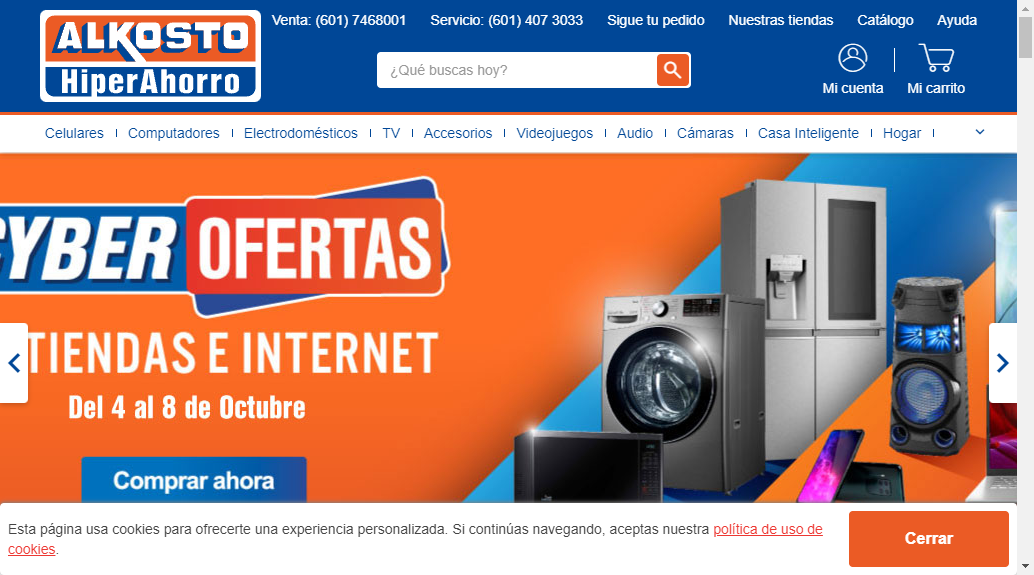 ALKOSTO
HiperAhorro
Venta: (601) 7468001 Servicio: (601) 407 3033 Sigue tu pedido Nuestras tiendas Catálogo Ayuda
¿Qué buscas hoy?
Mi cuenta Mi carrito
Celulares Computadores Electrodomésticos TV Accesorios Videojuegos Audio Cámaras Casa Inteligente Hogar
CYBER OFERTAS
TIENDAS E INTERNET
Del 4 al 8 de Octubre
Comprar ahora
Esta página usa cookies para ofrecerte una experiencia personalizada. Si continúas navegando, aceptas nuestra política de uso de
cookies.
Cerrar